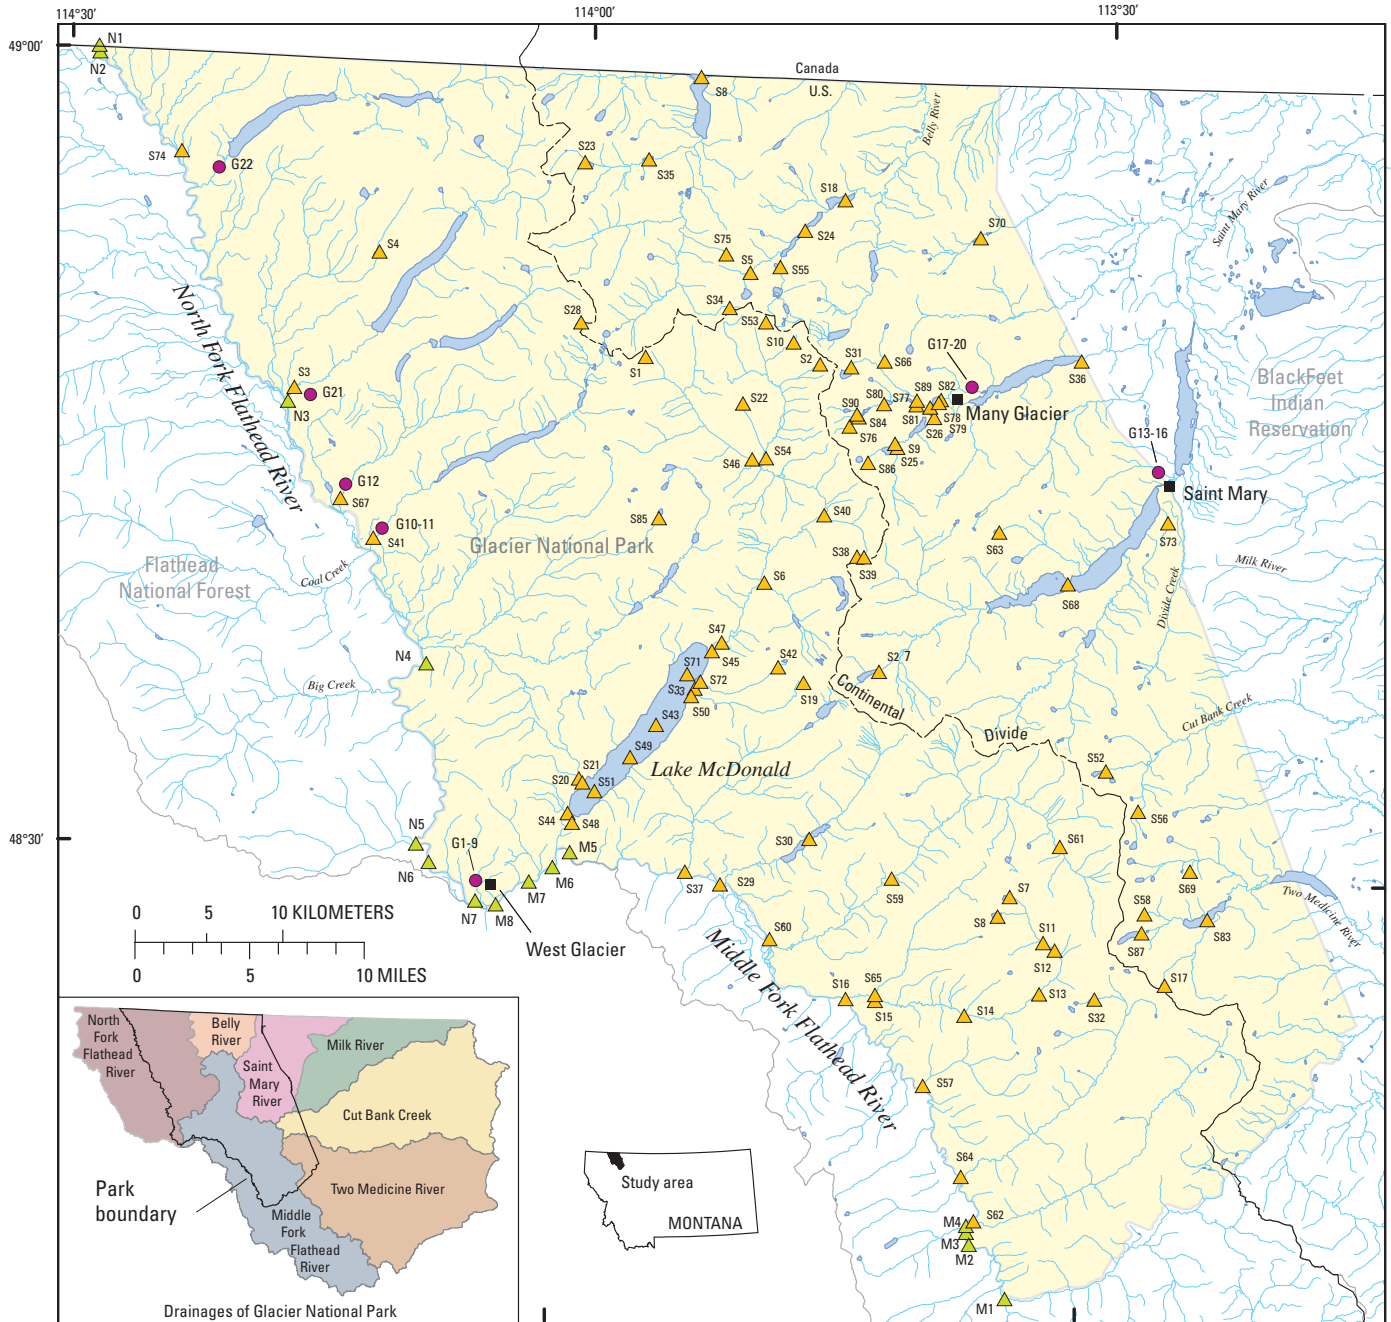 114°30'
114°00'
113°30'
49°00'
N1
N2
Canada
U.S.
S8
Belly River
S74
G22
S23
S35
S18
Saint Mary River
S4
S75
S24
S70
S5
S55
North Fork Flathead River
S34
S28
S53
S10
S1
S2
S31
S66
G17-20
S36
S3
G21
N3
S22
S90
S80
S77
S89
S82
Many Glacier
BlackFeet
Indian
Reservation
S84
S81
S78
S76
S26
S79
G13-16
S46
S54
S9
S25
S86
G12
S67
Saint Mary
G10-11
S41
S85
S40
Glacier National Park
S63
S73
Flathead
National Forest
Coal Creek
S38
S39
Milk River
S6
S68
Divide Creek
S47
S45
N4
S71
S72
S42
S2 7
Big Creek
S33
S50
S19
Continental
Divide
Cut Bank Creek
S43
S49
Lake McDonald
S52
S20
S21
S51
S44
S48
S56
48°30'
N5
N6
G1-9
M5
M6
M7
S30
S61
S37
S29
S59
S7
S69
Two Medicine River
N7
M8
S8
S58
S83
West Glacier
S60
S11
S12
S87
Middle Fork Flathead River
0 5 10 KILOMETERS
0 5 10 MILES
S16
S65
S15
S14
S13
S32
S17
S57
North
Fork
Flathead
River
Belly
River
Saint
Mary
River
Milk River
Cut Bank Creek
Two Medicine River
Middle
Fork
Flathead
River
Park
boundary
Drainages of Glacier National Park
Study area
MONTANA
S64
S62
M4
M3
M2
M1